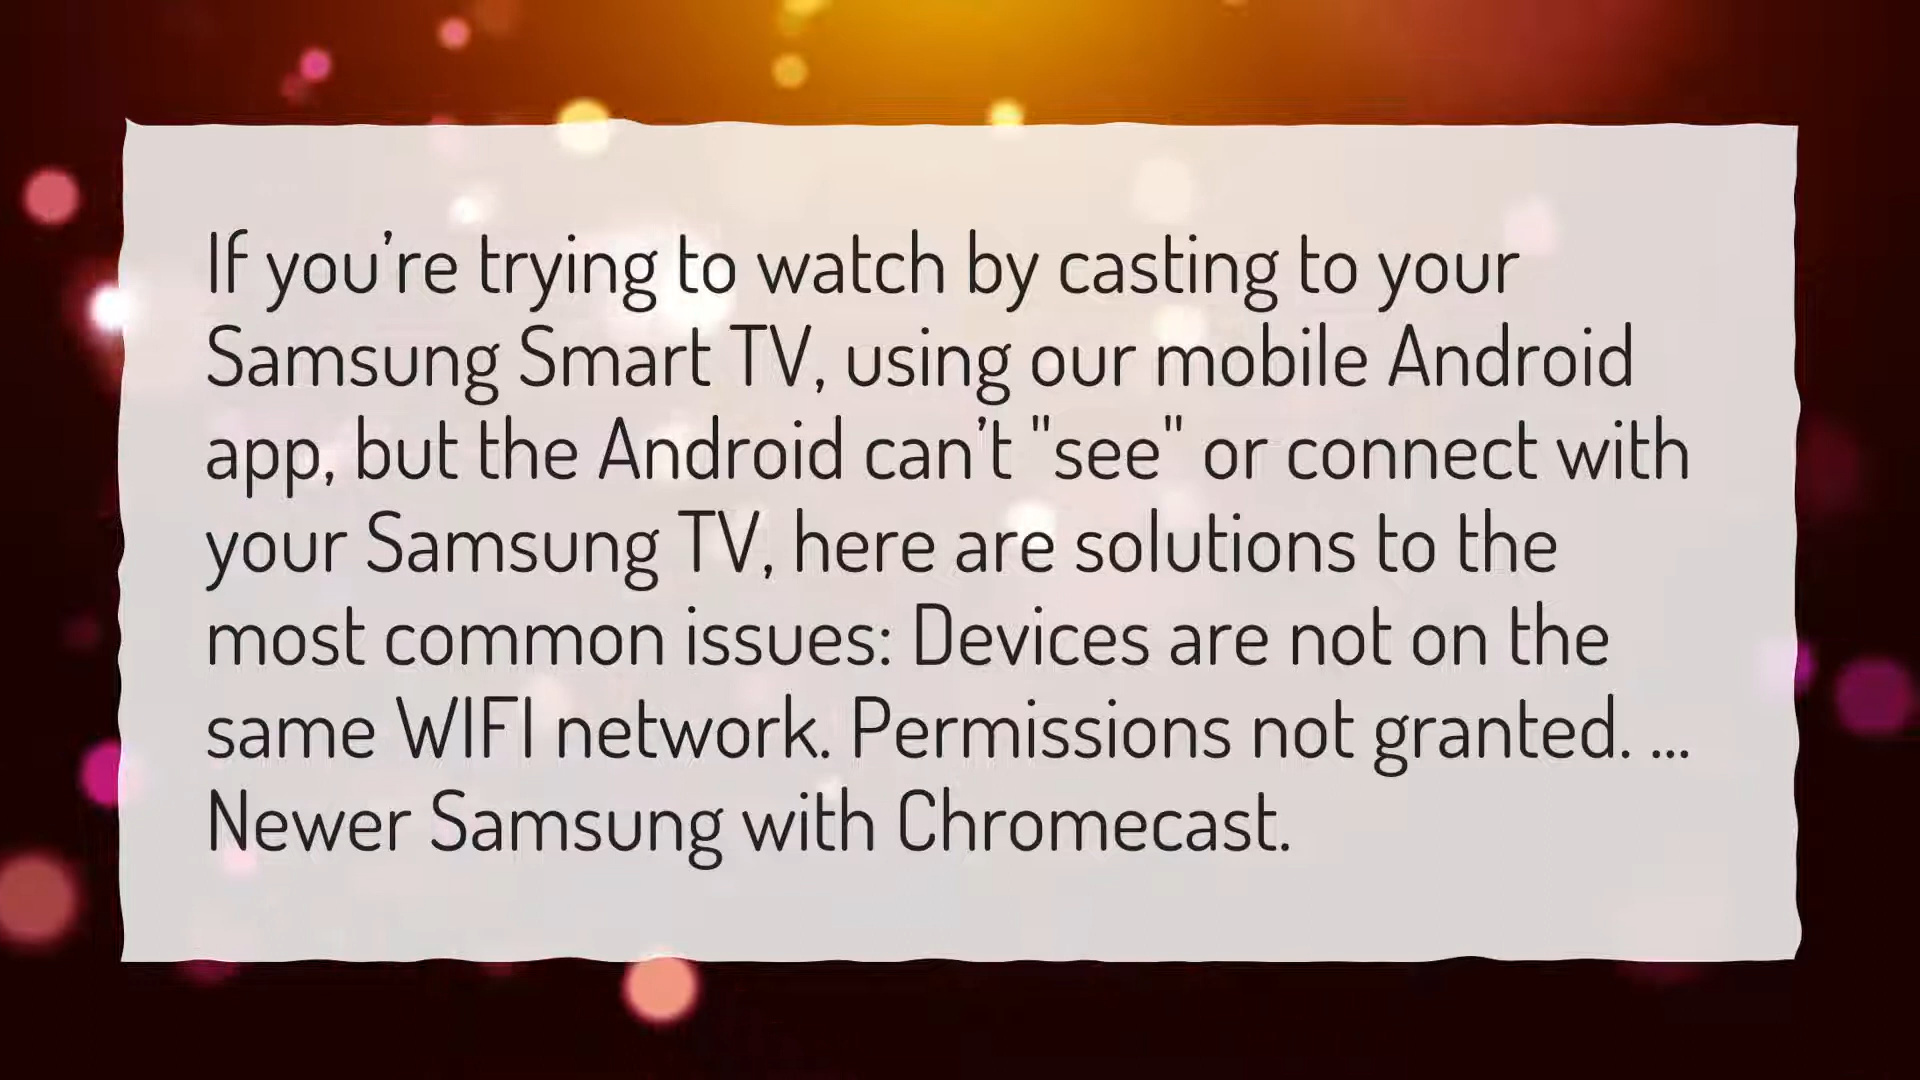 If you’re trying to watch by casting to your
Samsung Smart TV, using our mobile Android
app, but the Android can’t "see" or connect with
your Samsung TV, here are solutions to the
most common issues: Devices are not on the
same WIFI network. Permissions not granted. ...
Newer Samsung with Chromecast.